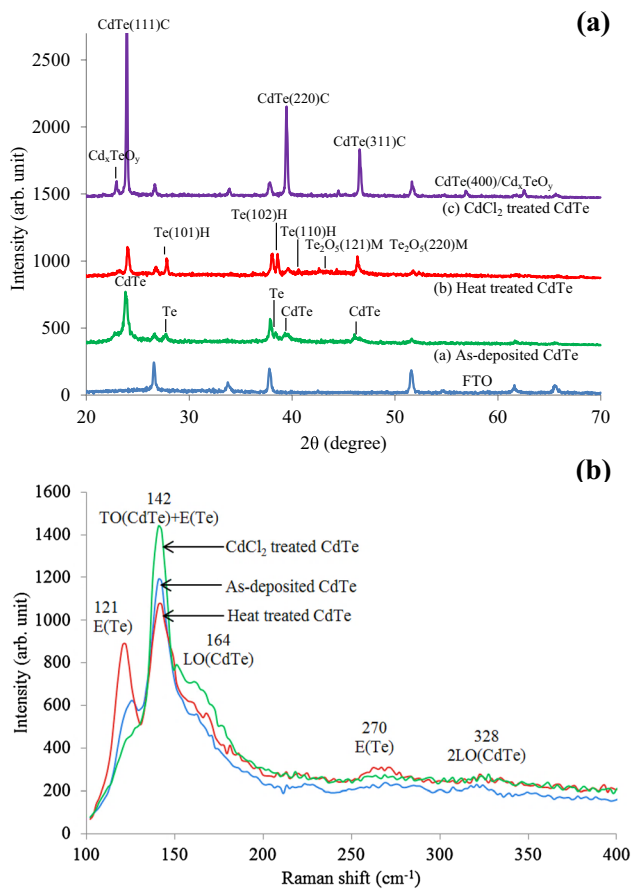 (a)
CdTe(111)C
2500
CdTe(220)C
2000
CdTe(311)C
CdxTeOy
CdTe(400)/CdxTeOy
1500
(c) CdCl2 treated CdTe
Te(102)H
Te(101)H
Te(110)H
Te2O5(121)M Te2O5(220)M
1000
CdTe
(b) Heat treated CdTe
Te
Te
CdTe
CdTe
500
(a) As-deposited CdTe
FTO
0
20 30 40 50 60 70
2θ (degree)
Intensity (arb. unit)
(b)
1600
142
TO(CdTe)+E(Te)
1400
CdCl2 treated CdTe
1200
As-deposited CdTe
Heat treated CdTe
1000
121
E(Te)
164
LO(CdTe)
800
600
270
E(Te)
328
2LO(CdTe)
400
200
0
100 150 200 250 300 350 400
Raman shift (cm-1)
Intensity (arb. unit)